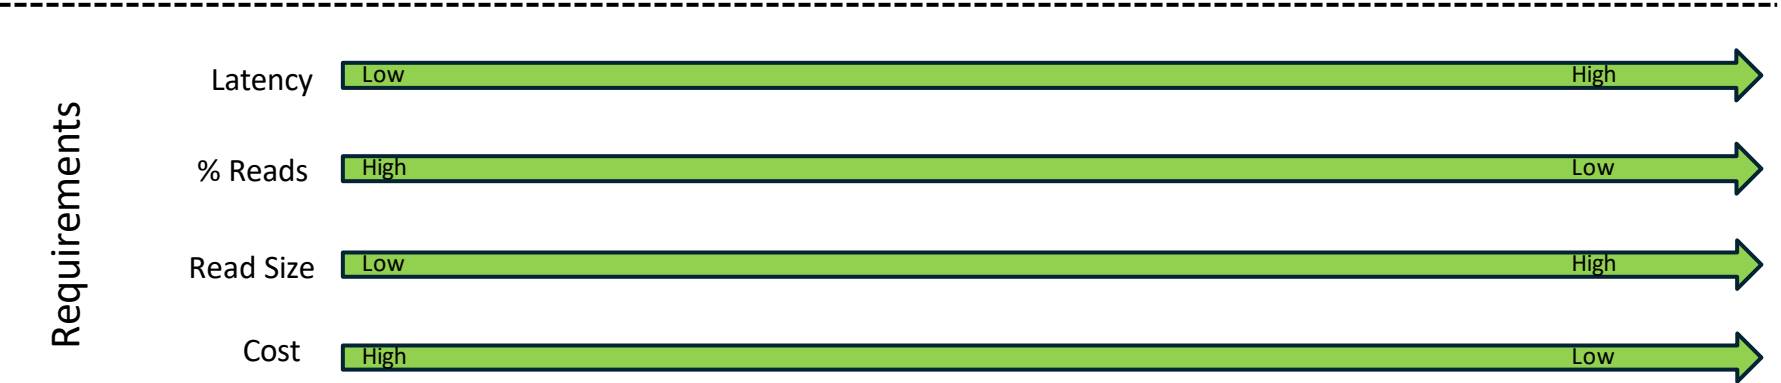 Requirements
Latency Low High
% Reads High Low
Read Size Low High
Cost High Low